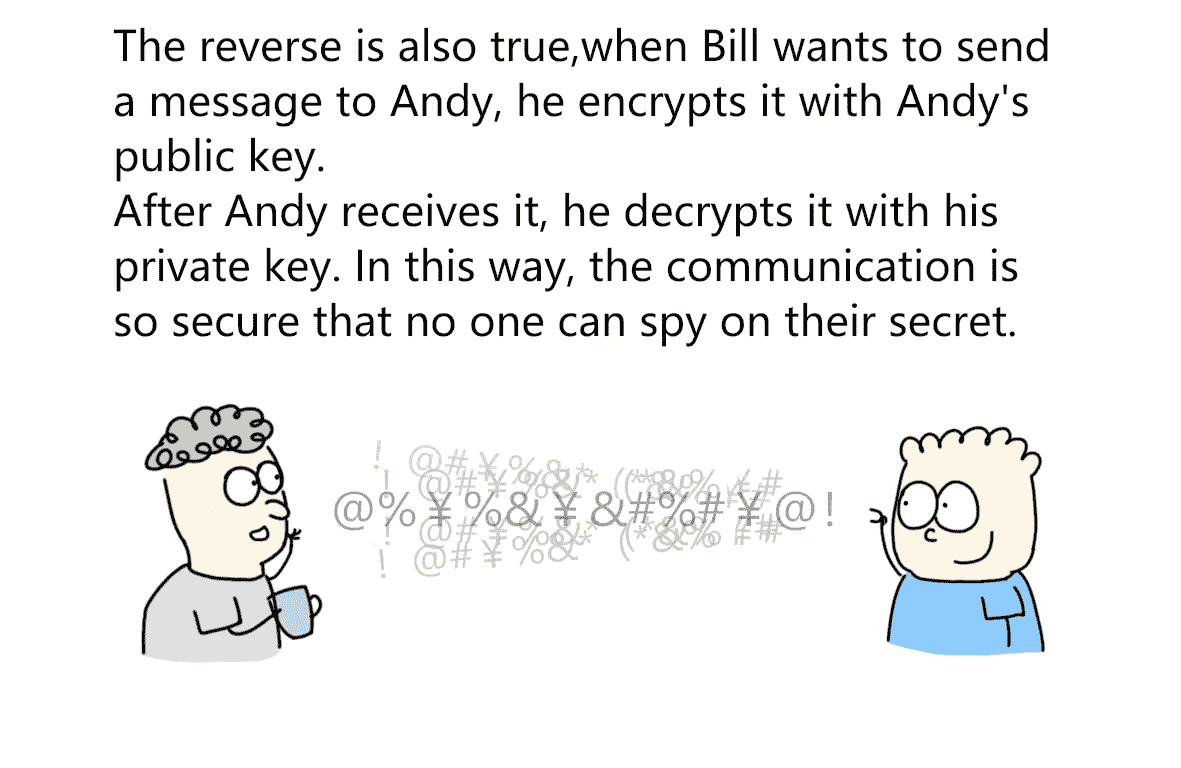 The reverse is also true,when Bill wants to send
a message to Andy, he encrypts it with Andy's
public key.
After Andy receives it, he decrypts it with his
private key. In this way, the communication is
so secure that no one can spy on their secret.
@%¥%&¥&#%#¥@!